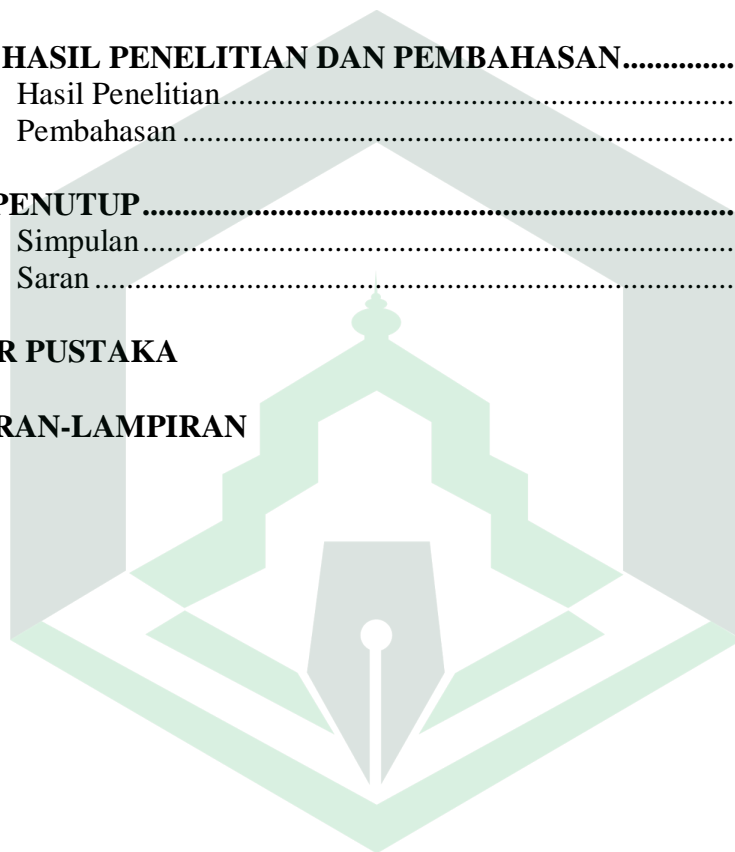 HASIL PENELITIAN DAN PEMBAHASAN...............
Hasil Penelitian..........................................................................
Pembahasan ................................................................................
PENUTUP..................................................................................
Simpulan......................................................................................
Saran ............................................................................................
R PUSTAKA
RAN-LAMPIRAN